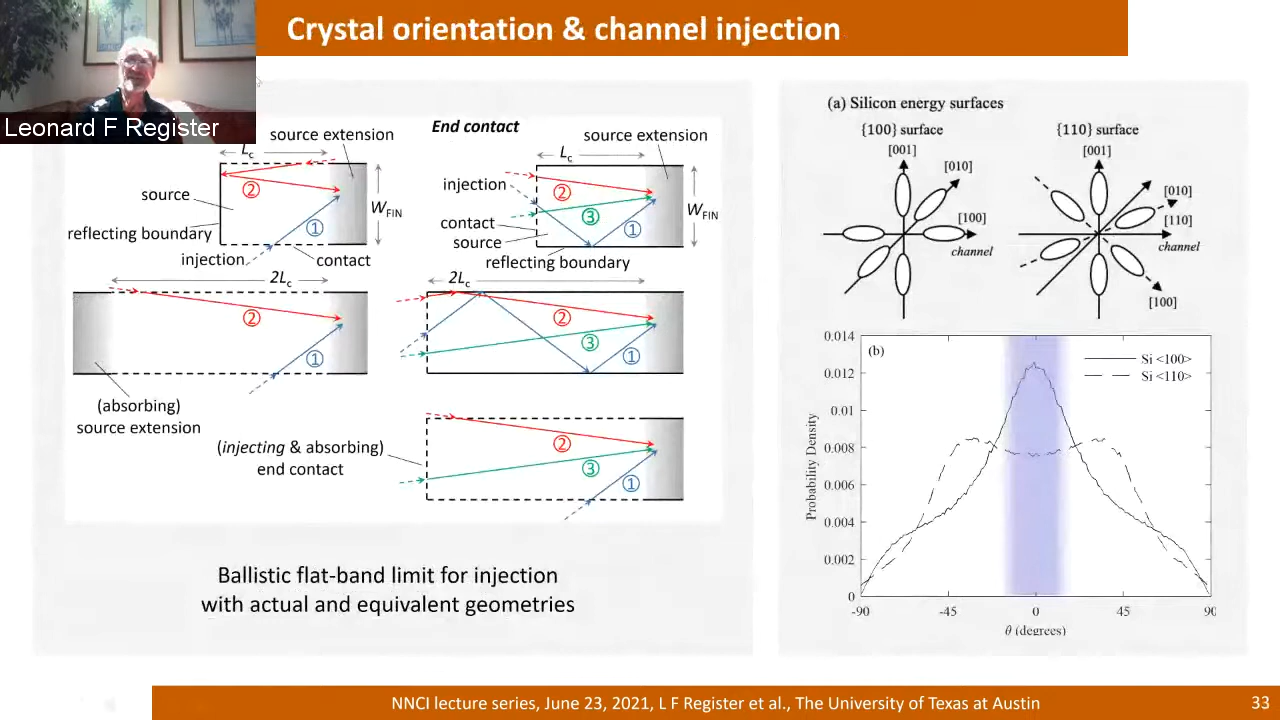 Crystal orientation & channel injection
Leonard F Register
source extension
L_c
②
source
W_FIN
①
reflecting boundary
injection
contact
2L_c
②
①
(absorbing)
source extension
End contact
source extension
L_c
injection
②
③
W_FIN
contact
source
①
reflecting boundary
2L_c
②
③
①
(injecting & absorbing)
end contact
②
③
①
Ballistic flat-band limit for injection
with actual and equivalent geometries
(a) Silicon energy surfaces
{100} surface
[001]
[010]
[100]
channel
{110} surface
[001]
[010]
[110]
channel
[100]
(b)
Si <100>
Si <110>
Probability Density
0.014
0.012
0.01
0.008
0.006
0.004
0.002
0
-90
-45
0
45
90
θ (degrees)
NNCI lecture series, June 23, 2021, L F Register et al., The University of Texas at Austin
33